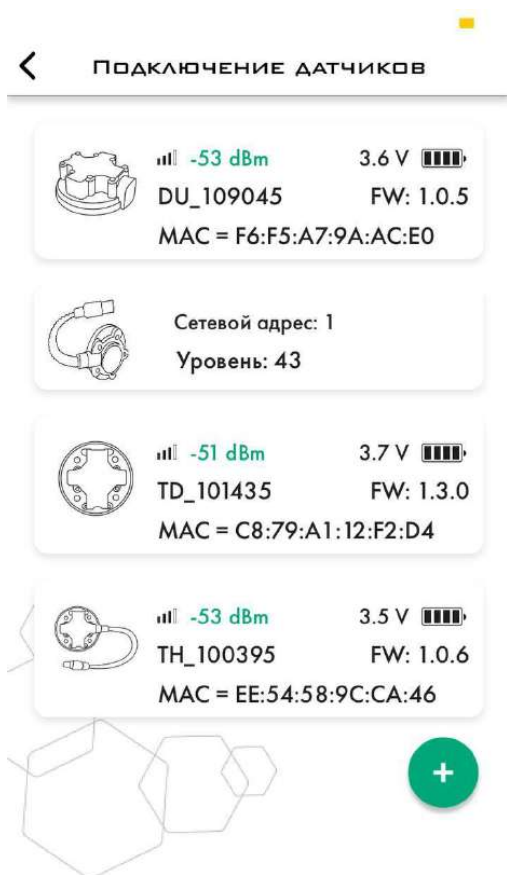 Подключение датчиков
-53 dBm 3.6 V
DU_109045 FW: 1.0.5
MAC = F6:F5:A7:9A:AC:E0
Сетевой адрес: 1
Уровень: 43
-51 dBm 3.7 V
TD_101435 FW: 1.3.0
MAC = C8:79:A1:12:F2:D4
-53 dBm 3.5 V
TH_100395 FW: 1.0.6
MAC = EE:54:58:9C:CA:46
+